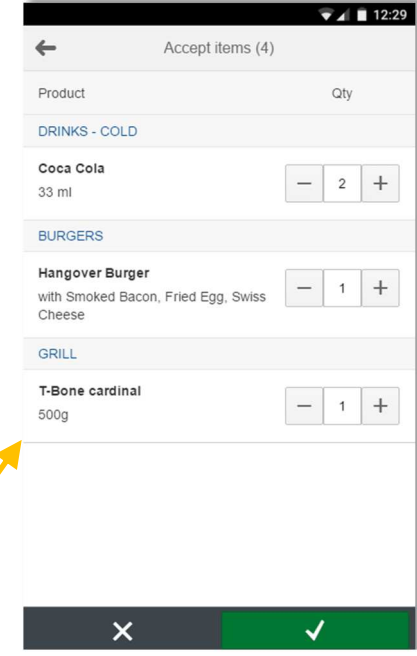 12:29
Accept items (4)
Product Qty
DRINKS - COLD
Coca Cola
33 ml
2
BURGERS
Hangover Burger
with Smoked Bacon, Fried Egg, Swiss
Cheese
1
GRILL
T-Bone cardinal
500g
1